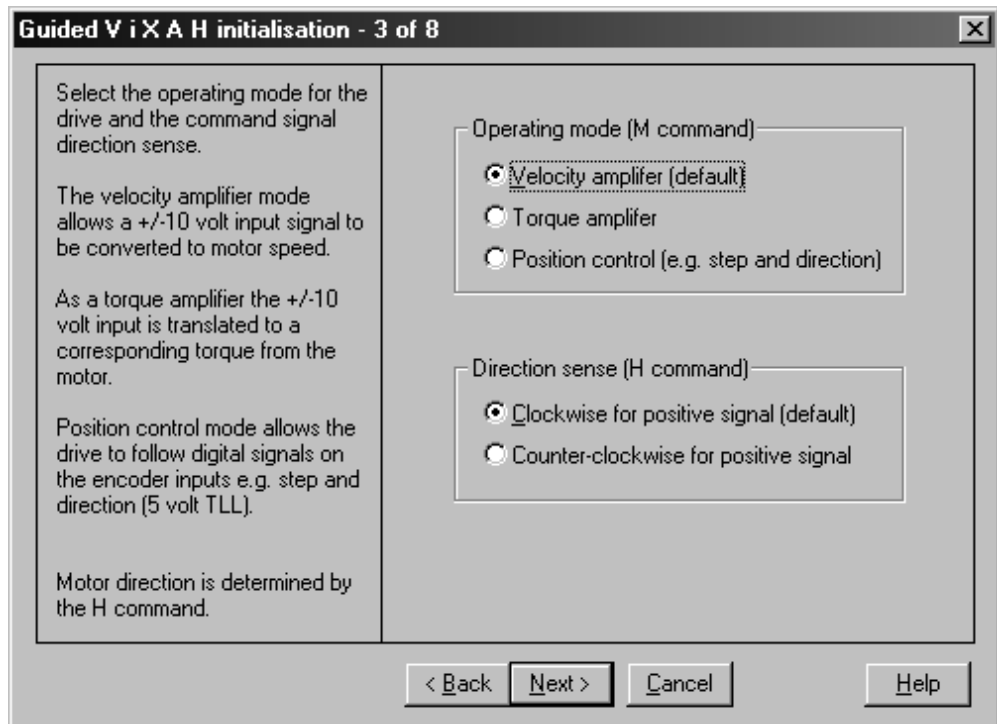 Guided V i X A H initialisation - 3 of 8
Select the operating mode for the
drive and the command signal
direction sense.
The velocity amplifier mode
allows a +/-10 volt input signal to
be converted to motor speed.
As a torque amplifier the +/-10
volt input is translated to a
corresponding torque from the
motor.
Position control mode allows the
drive to follow digital signals on
the encoder inputs e.g. step and
direction (5 volt TLL).
Motor direction is determined by
the H command.
Operating mode (M command)
Velocity amplifer (default)
Torque amplifer
Position control (e.g. step and direction)
Direction sense (H command)
Clockwise for positive signal (default)
Counter-clockwise for positive signal
< Back
Next >
Cancel
Help